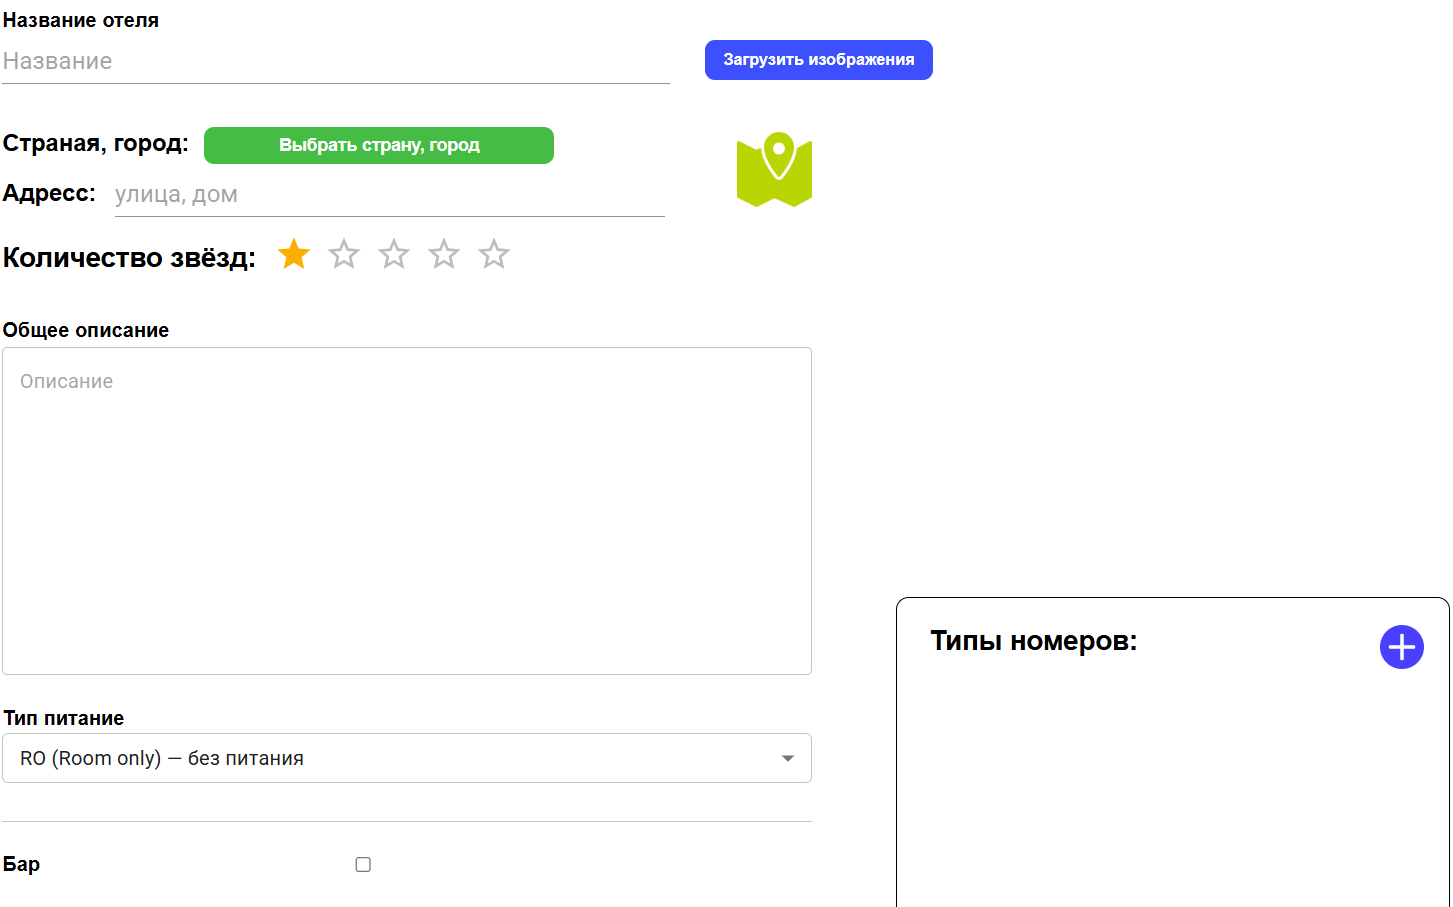 Название отеля
Название
Загрузить изображения
Страная, город:
Выбрать страну, город
Адресс:
улица, дом
Количество звёзд:
Общее описание
Описание
Типы номеров:
Тип питание
RO (Room only) — без питания
Бар